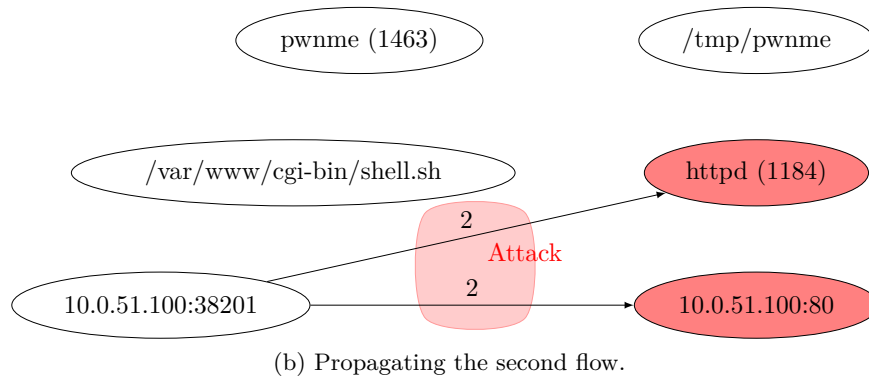 pwnme (1463)
/tmp/pwnme
/var/www/cgi-bin/shell.sh
httpd (1184)
2
Attack
2
10.0.51.100:38201
10.0.51.100:80
(b) Propagating the second flow.